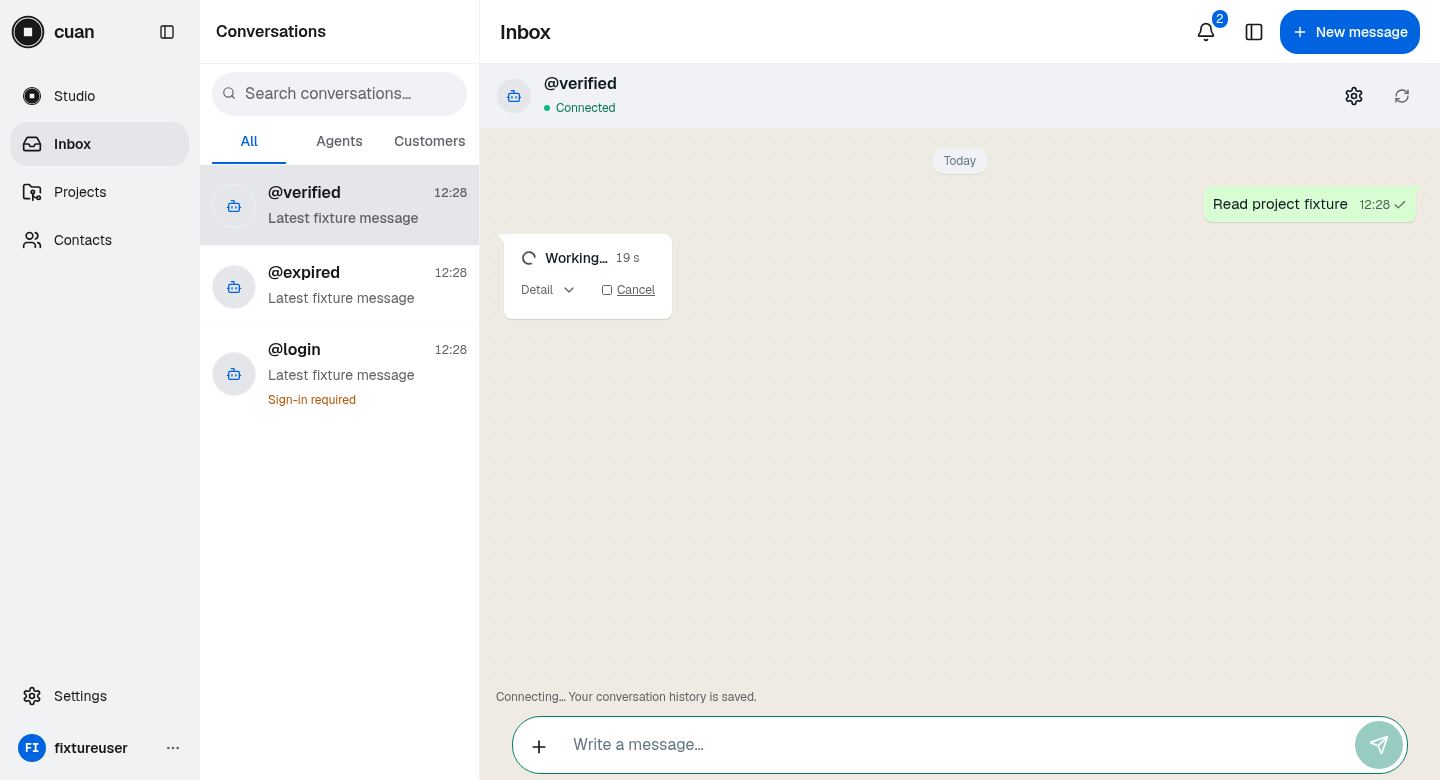 cuan
Studio
Inbox
Projects
Contacts
Settings
FI fixtureuser
Conversations
Search conversations...
All Agents Customers
@verified 12:28
Latest fixture message
@expired 12:28
Latest fixture message
@login 12:28
Latest fixture message
Sign-in required
Inbox
2
New message
@verified
Connected
Today
Read project fixture 12:28
Working... 19 s
Detail Cancel
Connecting... Your conversation history is saved.
Write a message...